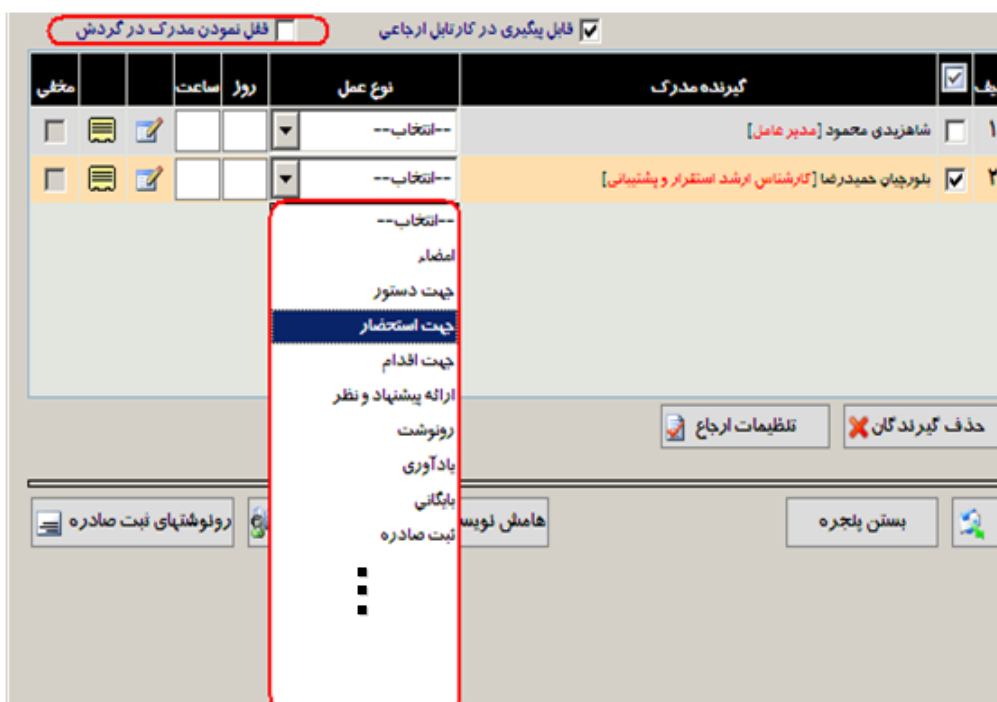 قابل پیگیری در کارتابل ارجاعی قفل نمودن مدرک در گردش
گیرنده مدرک نوع عمل روز ساعت مخفی
۱ شاهزیدی محمود [مدیر عامل] --انتخاب--
۲ بلورچیان حمیدرضا [کارشناس ارشد استقرار و پشتیبانی] --انتخاب--
--انتخاب--
امضاء
جهت دستور
جهت استحضار
جهت اقدام
ارائه پیشنهاد و نظر
رونوشت
یادآوری
بایگانی
ثبت صادره
حذف گیرندگان تنظیمات ارجاع
بستن پنجره هامش نویس رونوشتهای ثبت صادره